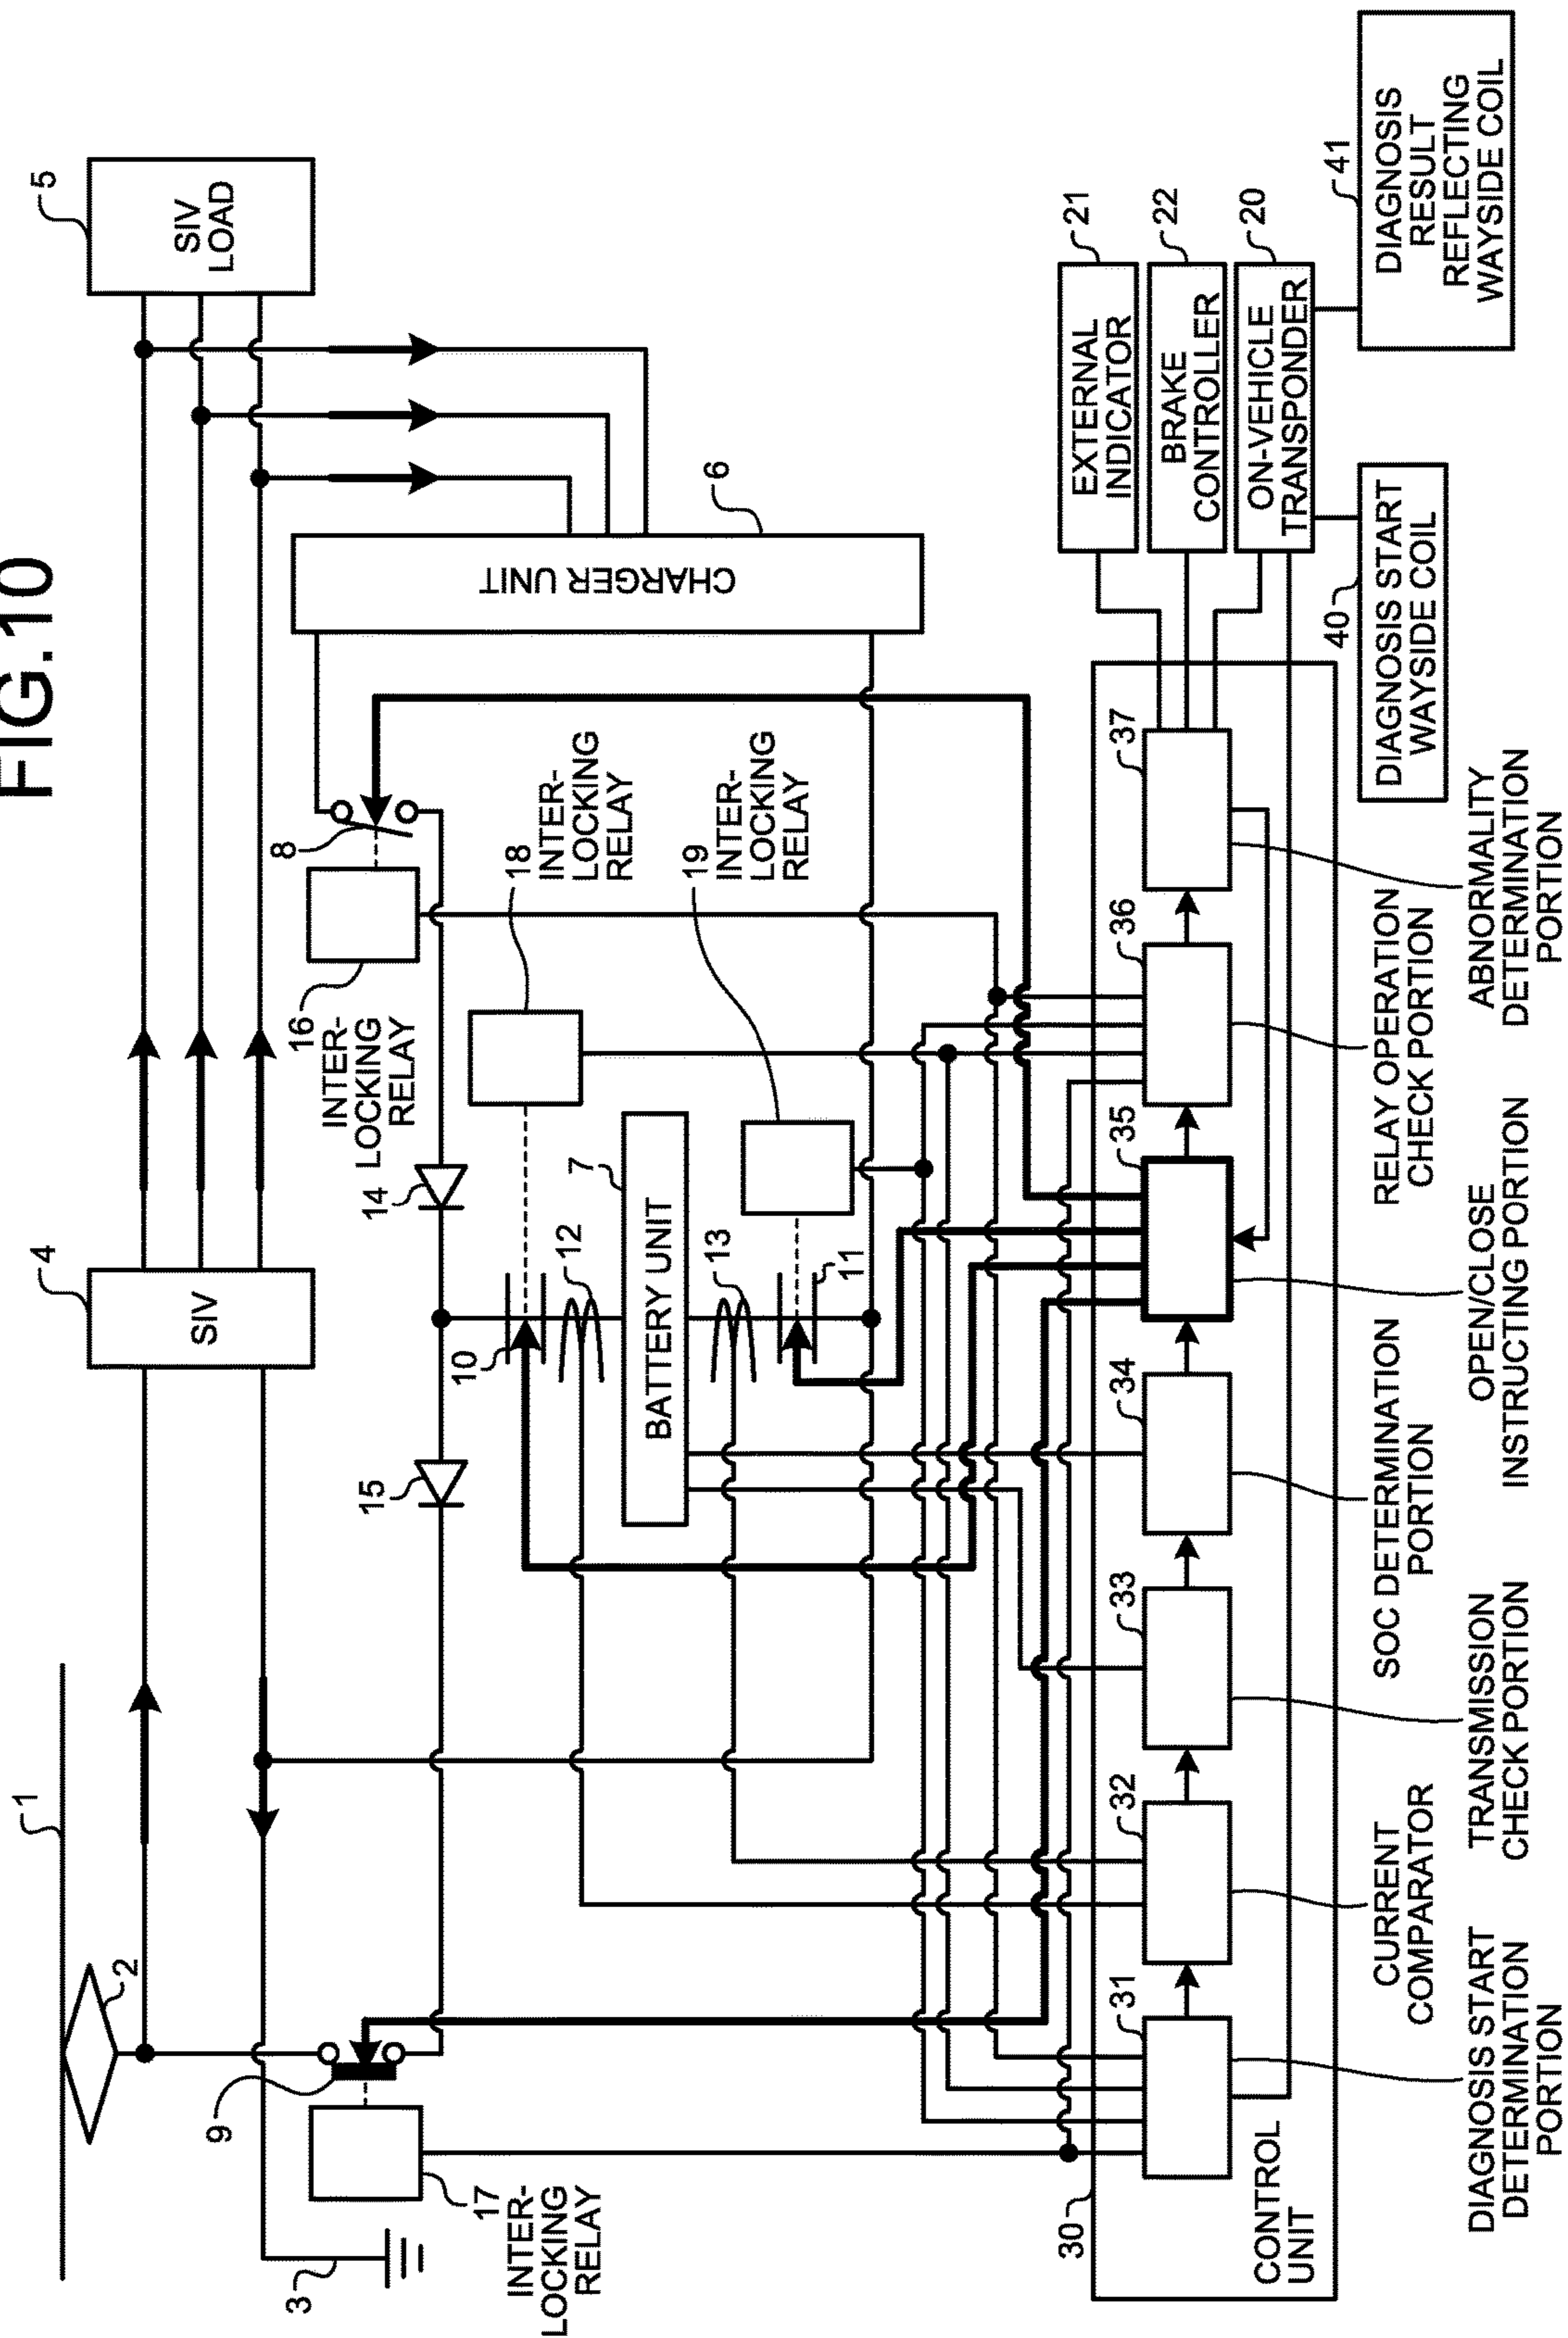 FIG.10
1
2
3
4
SIV
5
SIV
LOAD
6
CHARGER UNIT
8
9
16
INTER-
LOCKING
RELAY
17
INTER-
LOCKING
RELAY
18
INTER-
LOCKING
RELAY
19
INTER-
LOCKING
RELAY
14
15
10
12
7
BATTERY UNIT
13
11
21
EXTERNAL
INDICATOR
22
BRAKE
CONTROLLER
20
ON-VEHICLE
TRANSPONDER
40
DIAGNOSIS START
WAYSIDE COIL
41
DIAGNOSIS
RESULT
REFLECTING
WAYSIDE COIL
30
CONTROL
UNIT
31
32
33
34
35
36
37
DIAGNOSIS START
DETERMINATION
PORTION
CURRENT
COMPARATOR
TRANSMISSION
CHECK PORTION
SOC DETERMINATION
PORTION
OPEN/CLOSE
INSTRUCTING PORTION
RELAY OPERATION
CHECK PORTION
ABNORMALITY
DETERMINATION
PORTION